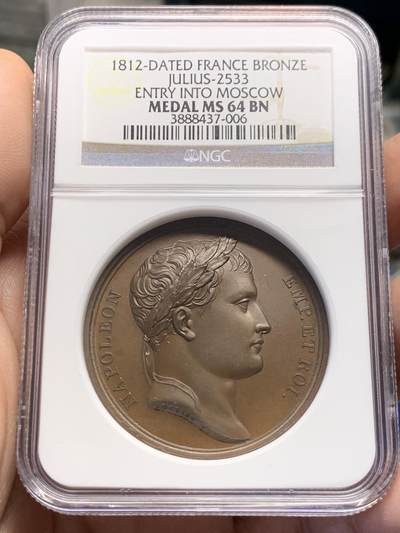 1812-DATED FRANCE BRONZE
JULIUS-2533
ENTRY INTO MOSCOW
MEDAL MS 64 BN
3888437-006
NGC
NAPOLEON
EMP. ET ROI.